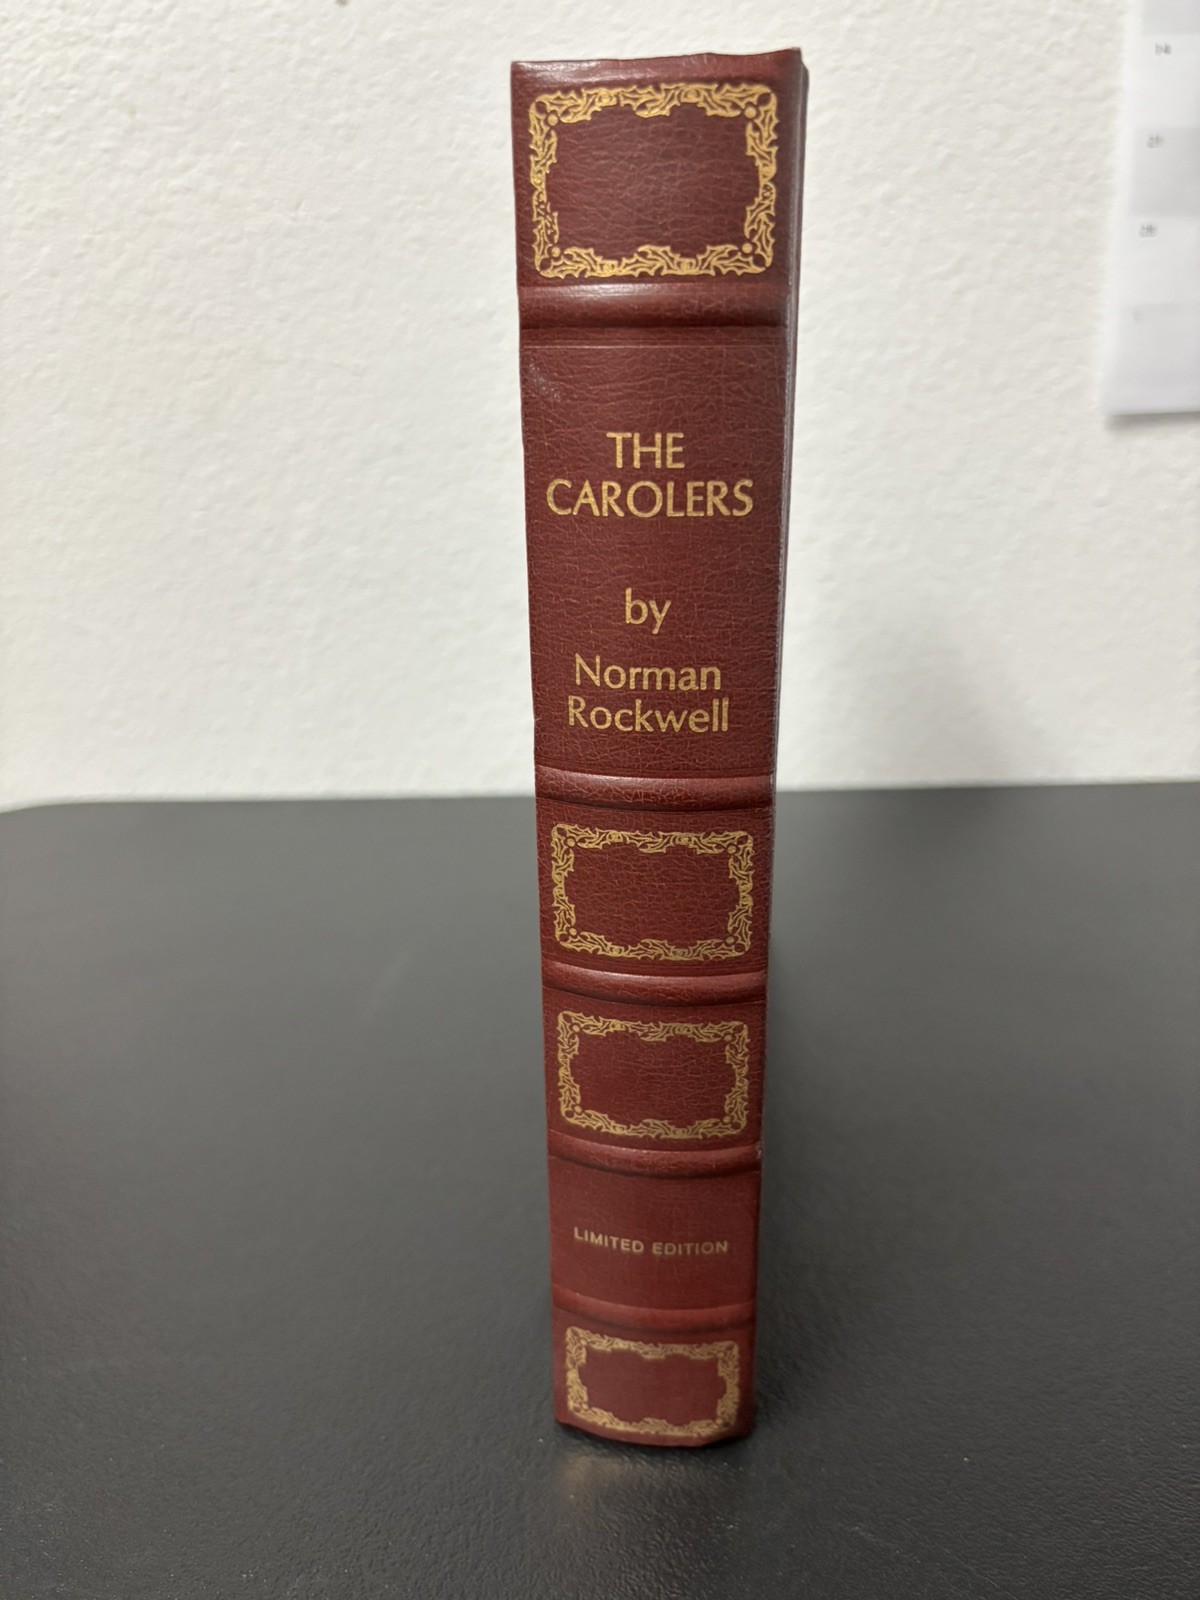 THE
CAROLERS
by
Norman
Rockwell
LIMITED EDITION